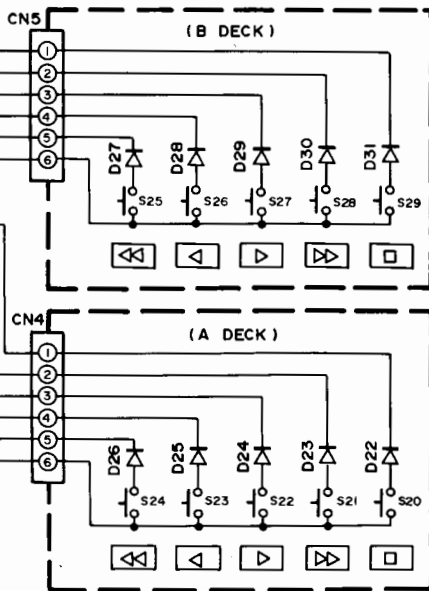 CN5
(B DECK)
1
2
3
4
5
6
D27 D28 D29 D30 D31
S25 S26 S27 S28 S29
CN4
(A DECK)
1
2
3
4
5
6
D26 D25 D24 D23 D22
S24 S23 S22 S21 S20